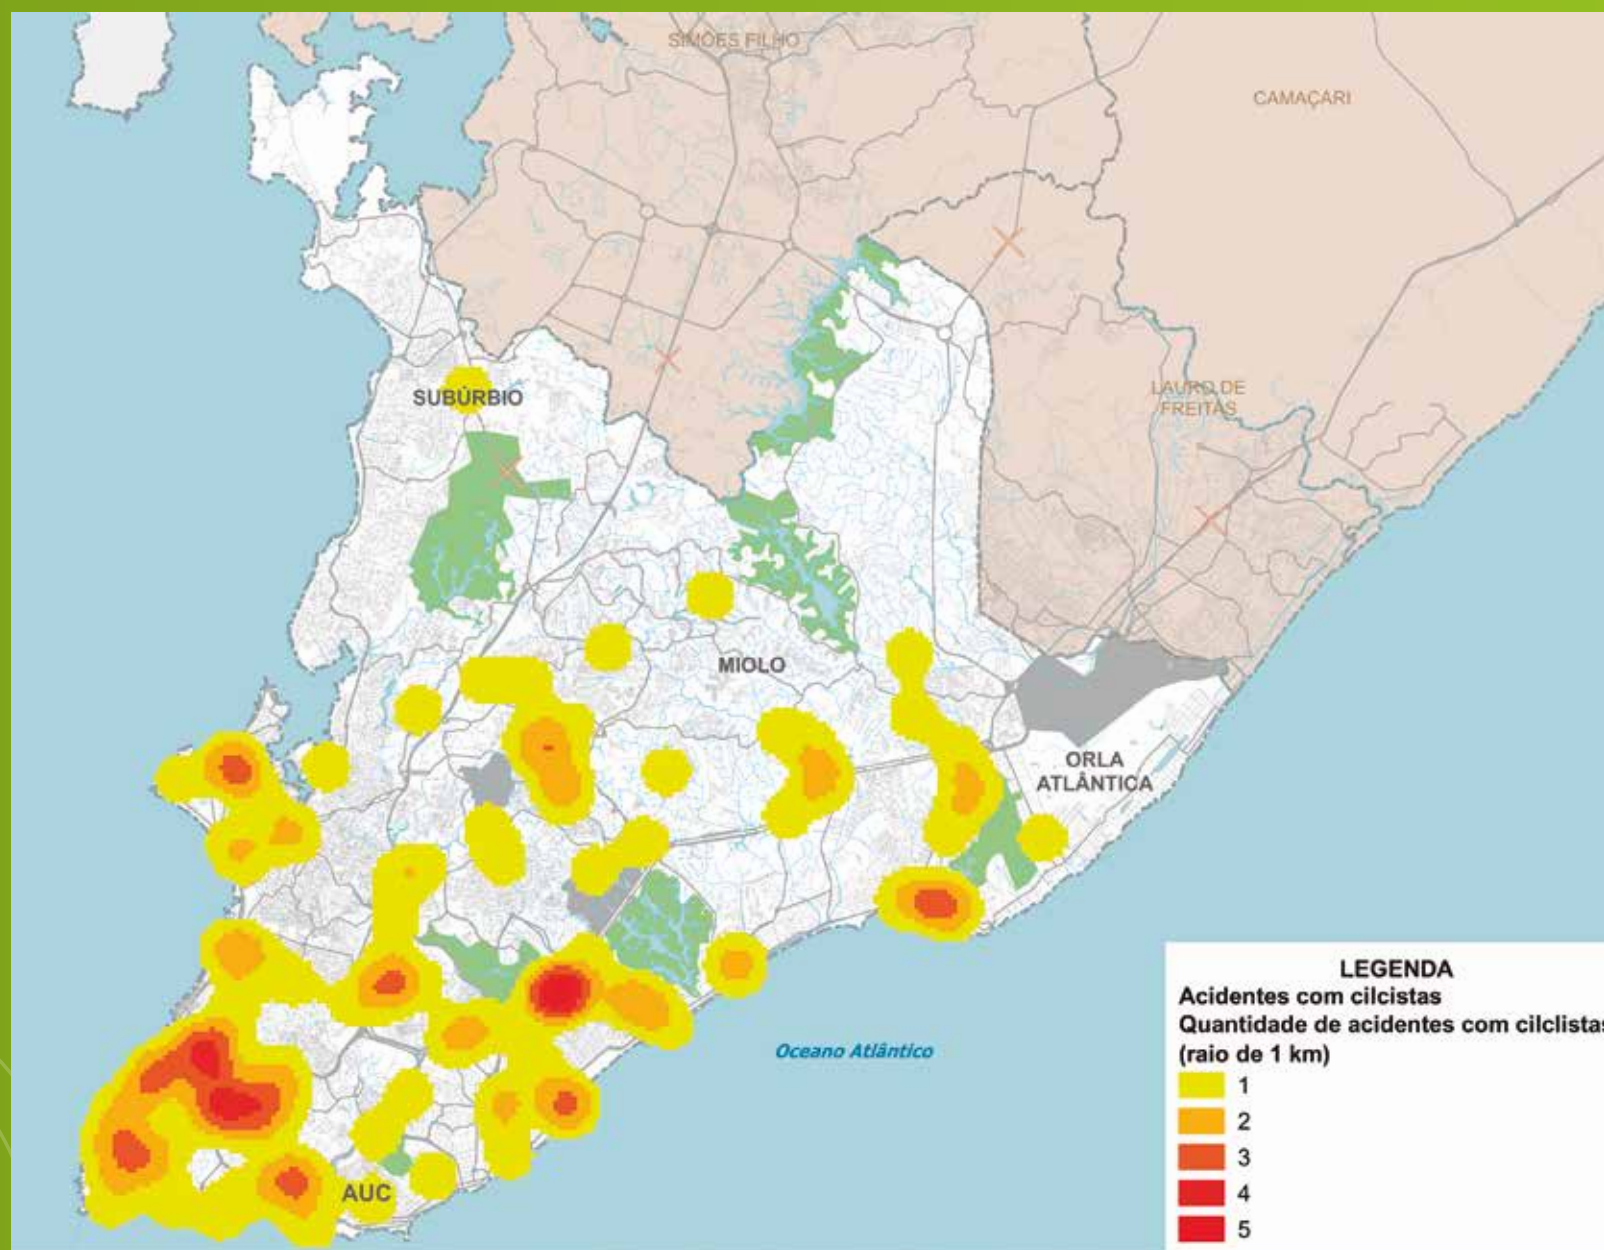 SIMÕES FILHO
CAMAÇARI
LAURO DE
FREITAS
SUBÚRBIO
MIOLO
ORLA
ATLÂNTICA
Oceano Atlântico
AUC
LEGENDA
Acidentes com cilcistas
Quantidade de acidentes com cilclistas
(raio de 1 km)
1
2
3
4
5